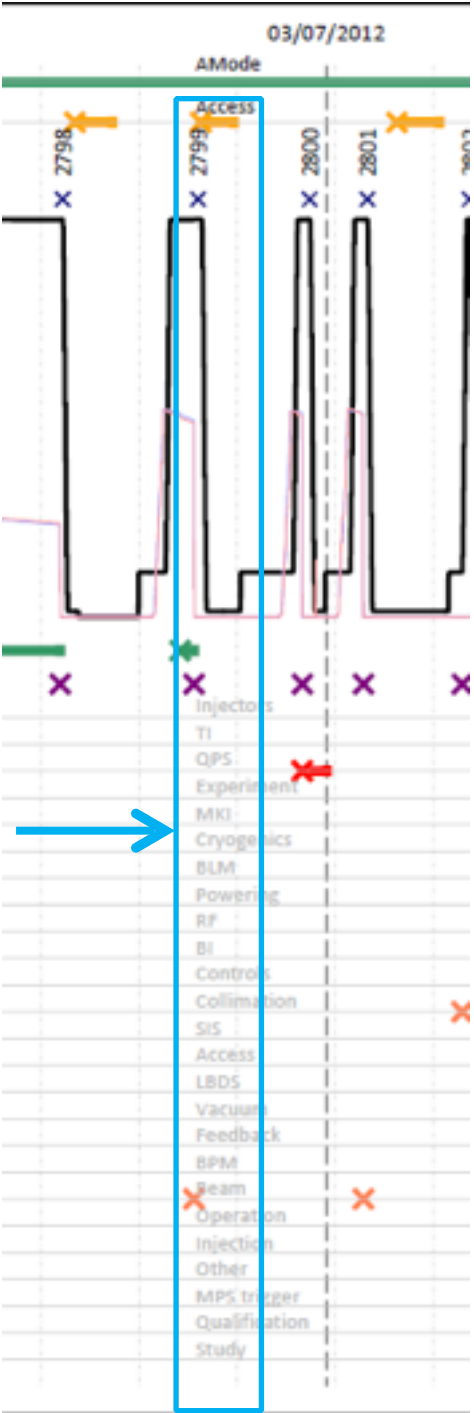 03/07/2012
AMode
Access
2798
2799
2800
2801
Injectors
TI
QPS
Experiment
MKI
Cryogenics
BLM
Powering
RF
BI
Controls
Collimation
SIS
Access
LBDS
Vacuum
Feedback
BPM
Beam
Operation
Injection
Other
MPS trigger
Qualification
Study